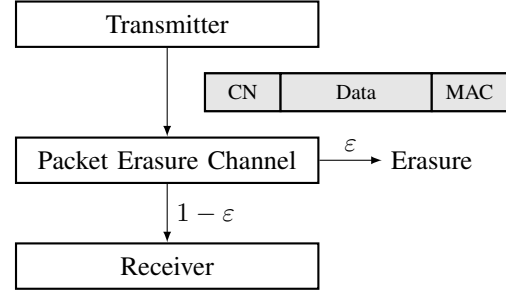 Transmitter
CN Data MAC
Packet Erasure Channel ε Erasure
1 − ε
Receiver